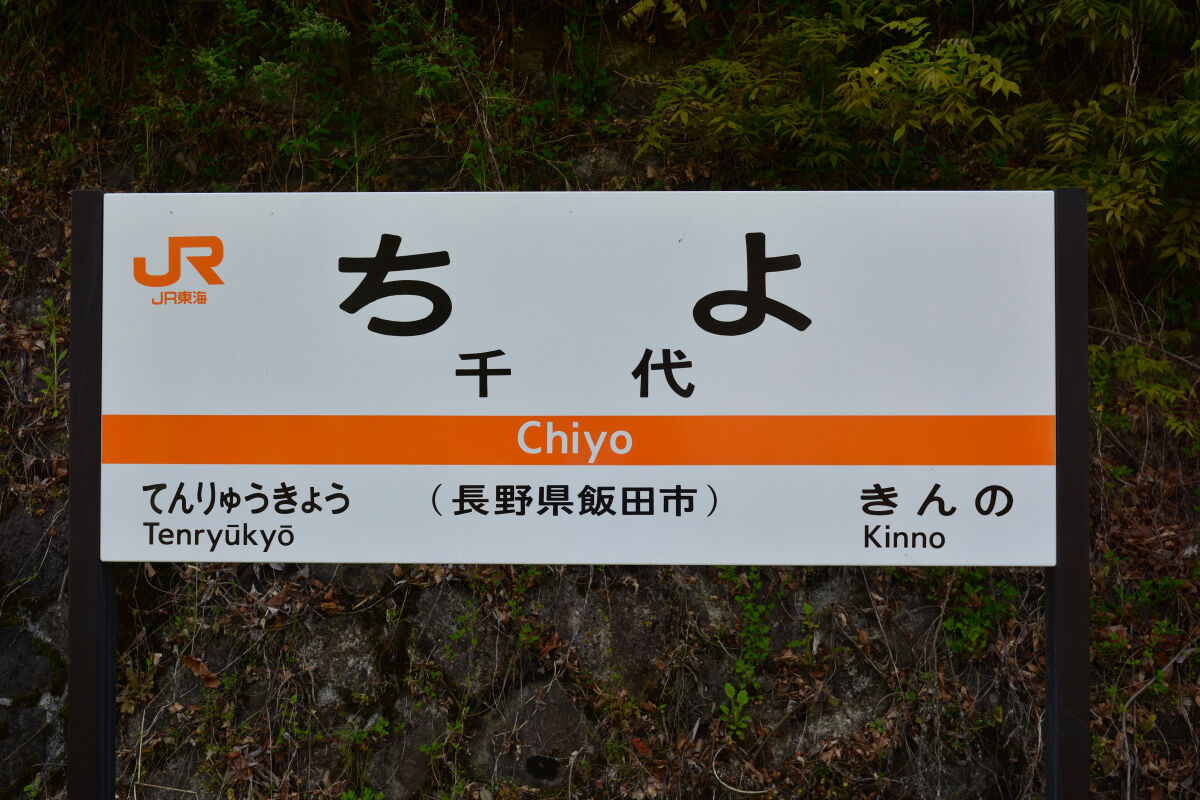 JR
JR東海
ちよ
千代
Chiyo
てんりゅうきょう
Tenryūkyō
（長野県飯田市）
きんの
Kinno